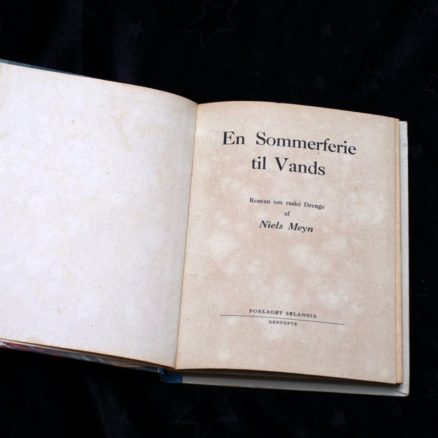 En Sommerferie
til Vands
Roman om raske Drenge
af
Niels Meyn
FORLAGET SELANDIA
GENTOFTE